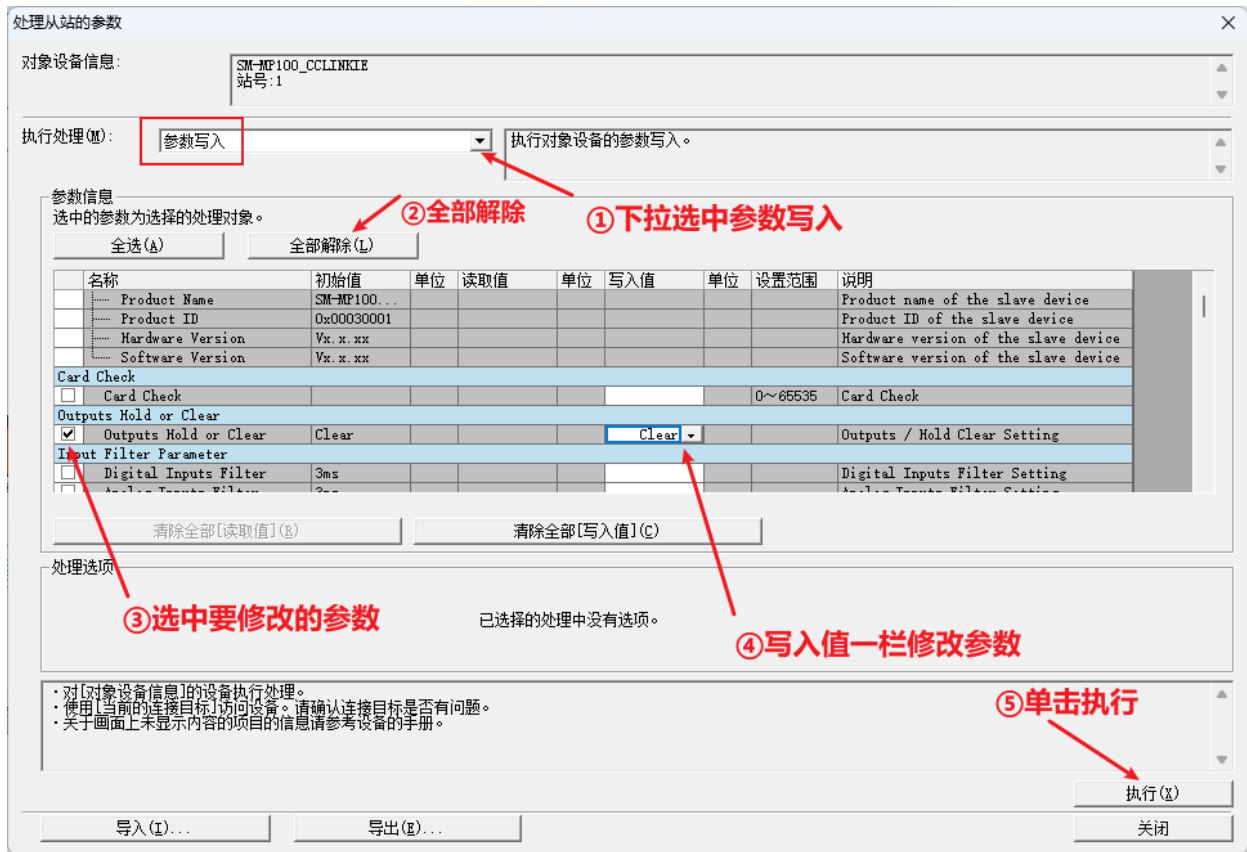 处理从站的参数
对象设备信息:
SM-MP100_CCLINKIE
站号:1
执行处理(M): 参数写入 执行对象设备的参数写入。
①下拉选中参数写入
参数信息
选中的参数为选择的处理对象。
②全部解除
全选(A) 全部解除(L)
名称 初始值 单位 读取值 单位 写入值 单位 设置范围 说明
Product Name SM-MP100... Product name of the slave device
Product ID 0x00030001 Product ID of the slave device
Hardware Version Vx.x.xx Hardware version of the slave device
Software Version Vx.x.xx Software version of the slave device
Card Check
Card Check 0～65535 Card Check
Outputs Hold or Clear
Outputs Hold or Clear Clear Clear Outputs / Hold Clear Setting
Input Filter Parameter
Digital Inputs Filter 3ms Digital Inputs Filter Setting
清除全部[读取值](R) 清除全部[写入值](C)
处理选项
③选中要修改的参数
已选择的处理中没有选项。
④写入值一栏修改参数
·对[对象设备信息]的设备执行处理。
·使用[当前的连接目标]访问设备。请确认连接目标是否有问题。
·关于画面上未显示内容的项目的信息请参考设备的手册。
⑤单击执行
执行(X)
导入(I)... 导出(E)... 关闭